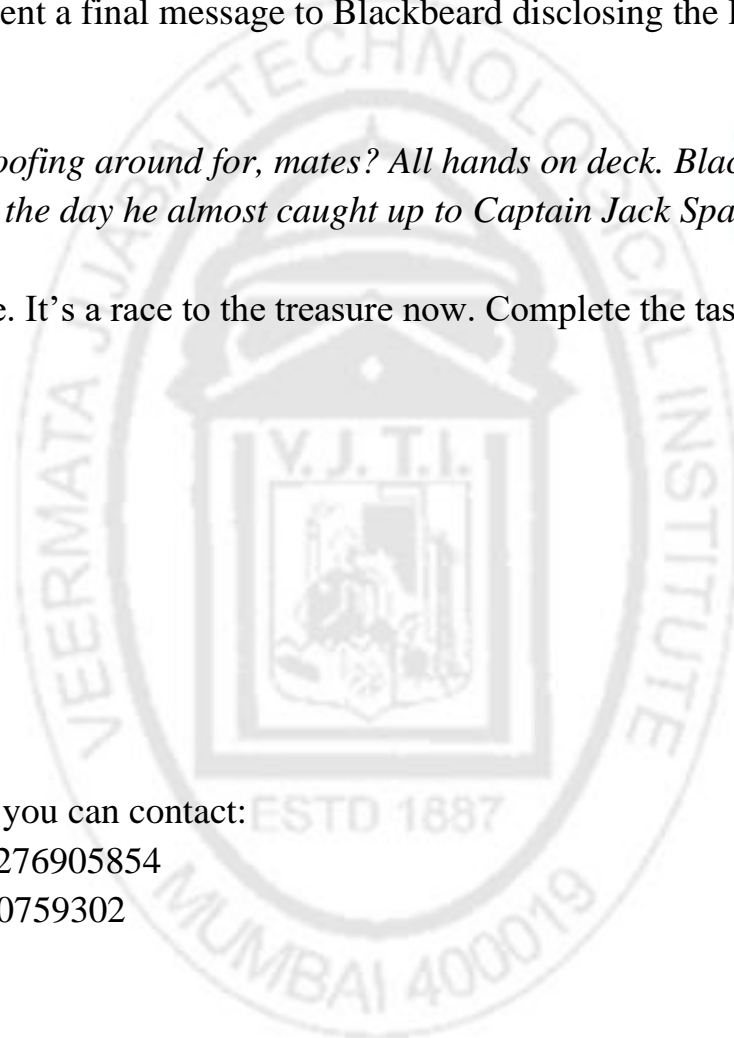 ent a final message to Blackbeard disclosing the
oofing around for, mates? All hands on deck. Blac
the day he almost caught up to Captain Jack Spa
e. It’s a race to the treasure now. Complete the tas
VEERMATA JIJABAI TECHNOLOGICAL INSTITUTE
V.J.T.I.
you can contact:
ESTD 1887
276905854
0759302
MUMBAI 400019